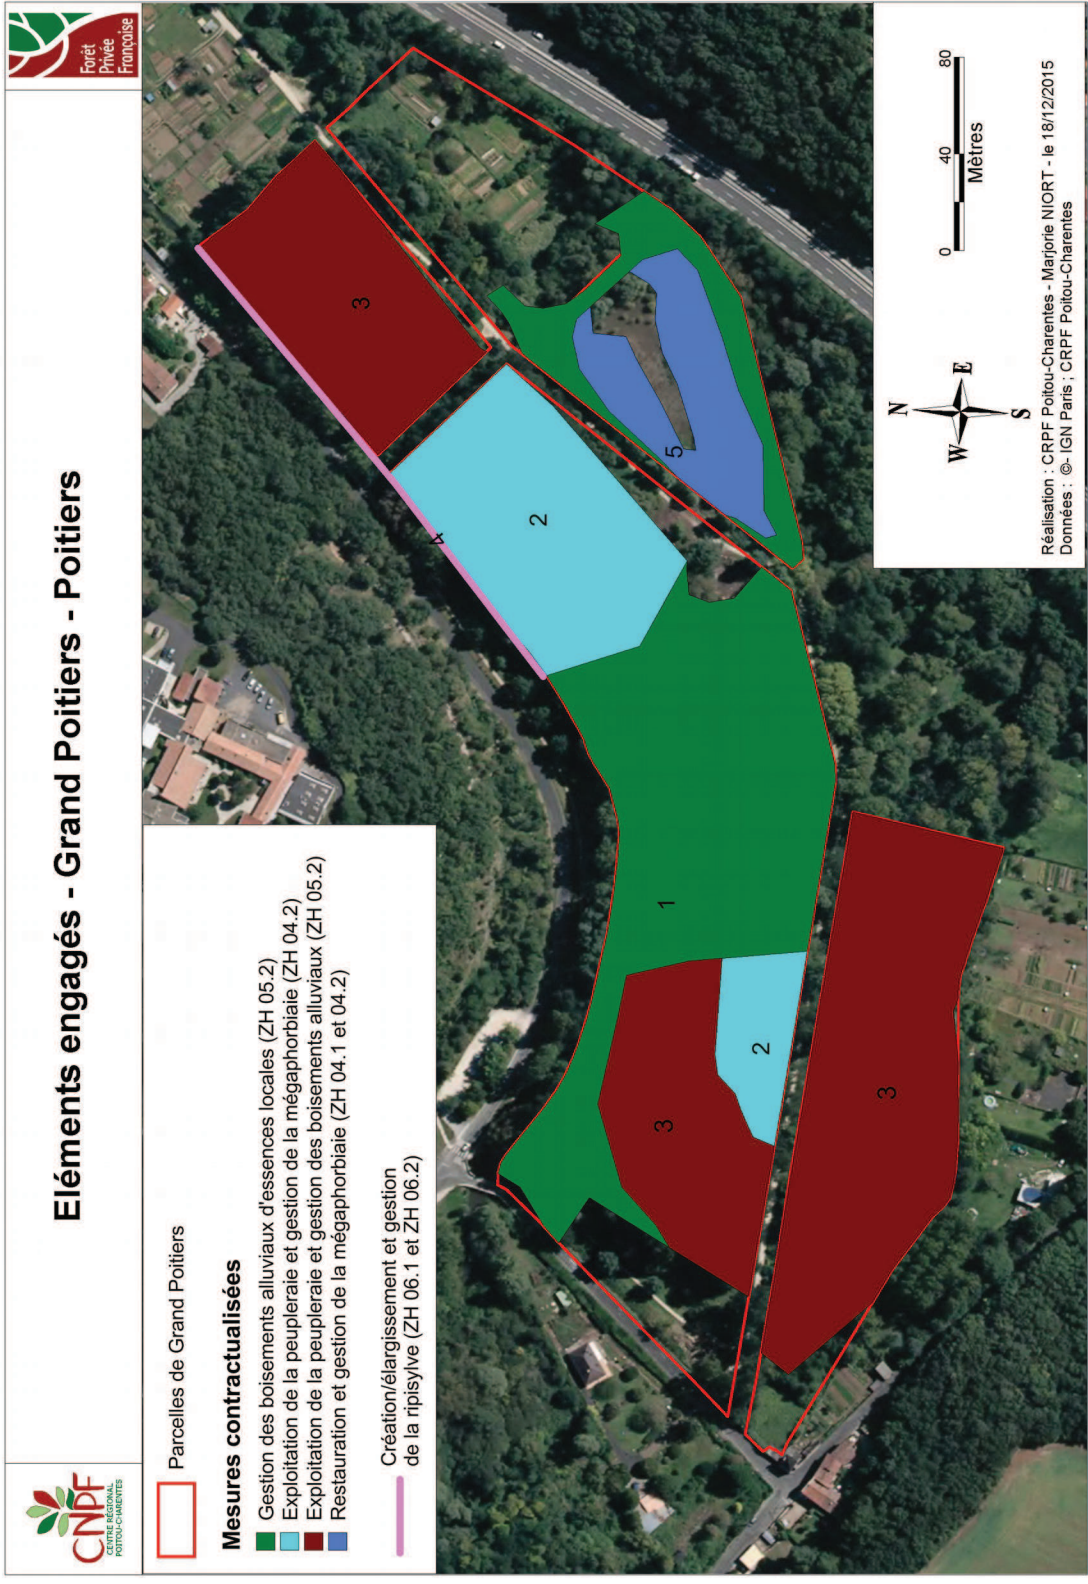 Eléments engagés - Grand Poitiers - Poitiers
CNPF
CENTRE RÉGIONAL
POITOU-CHARENTES
Forêt
Privée
Française
Parcelles de Grand Poitiers
Mesures contractualisées
Gestion des boisements alluviaux d'essences locales (ZH 05.2)
Exploitation de la peupleraie et gestion de la mégaphorbiaie (ZH 04.2)
Exploitation de la peupleraie et gestion des boisements alluviaux (ZH 05.2)
Restauration et gestion de la mégaphorbiaie (ZH 04.1 et 04.2)
Création/élargissement et gestion
de la ripisylve (ZH 06.1 et ZH 06.2)
3
4
2
5
1
3
2
3
N
W
E
S
0 40 80
Mètres
Réalisation : CRPF Poitou-Charentes - Marjorie NIORT - le 18/12/2015
Données : ©- IGN Paris ; CRPF Poitou-Charentes